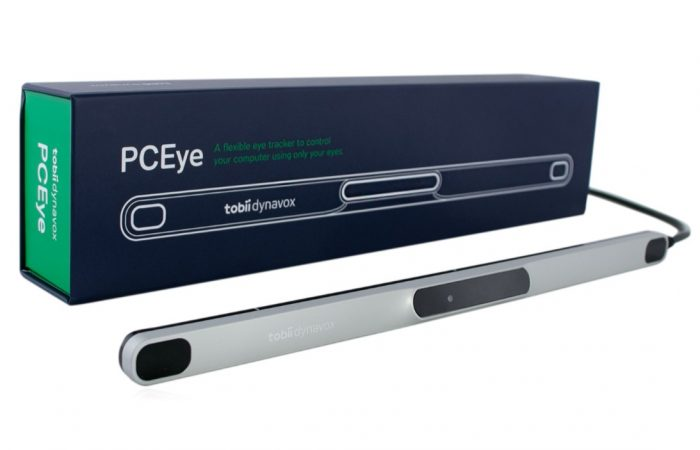 PCEye
A flexible eye tracker to control
your computer using only your eyes.
tobii dynavox
tobii dynavox
PCEye
tobii dynavox